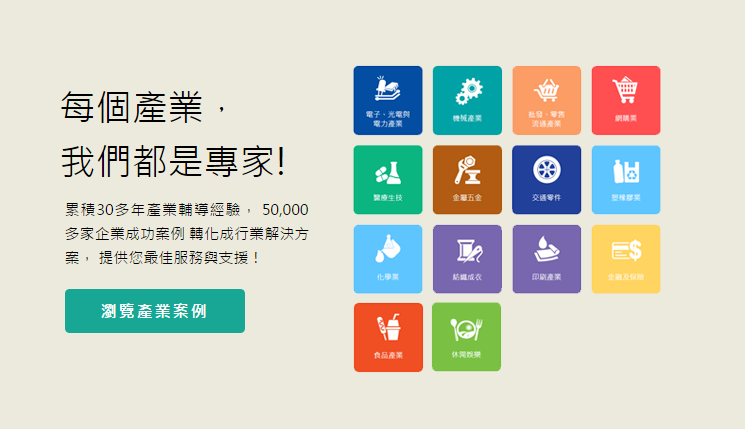 每個產業，
我們都是專家!
累積30多年產業輔導經驗， 50,000
多家企業成功案例 轉化成行業解決方
案， 提供您最佳服務與支援！
瀏覽產業案例
電子、光電與
電力產業
機械產業
批發、零售
流通產業
網購業
醫療生技
金屬五金
交通零件
塑橡膠業
化學業
紡織成衣
印刷產業
金融及保險
食品產業
休閒娛樂